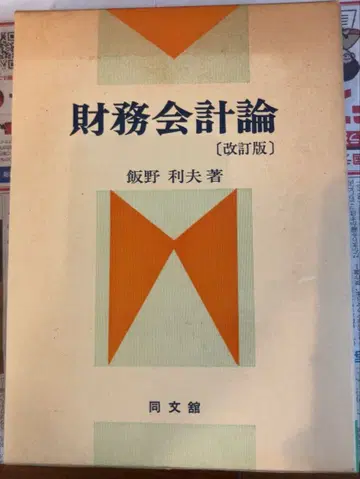 財務会計論
〔改訂版〕
飯野 利夫 著
同文舘